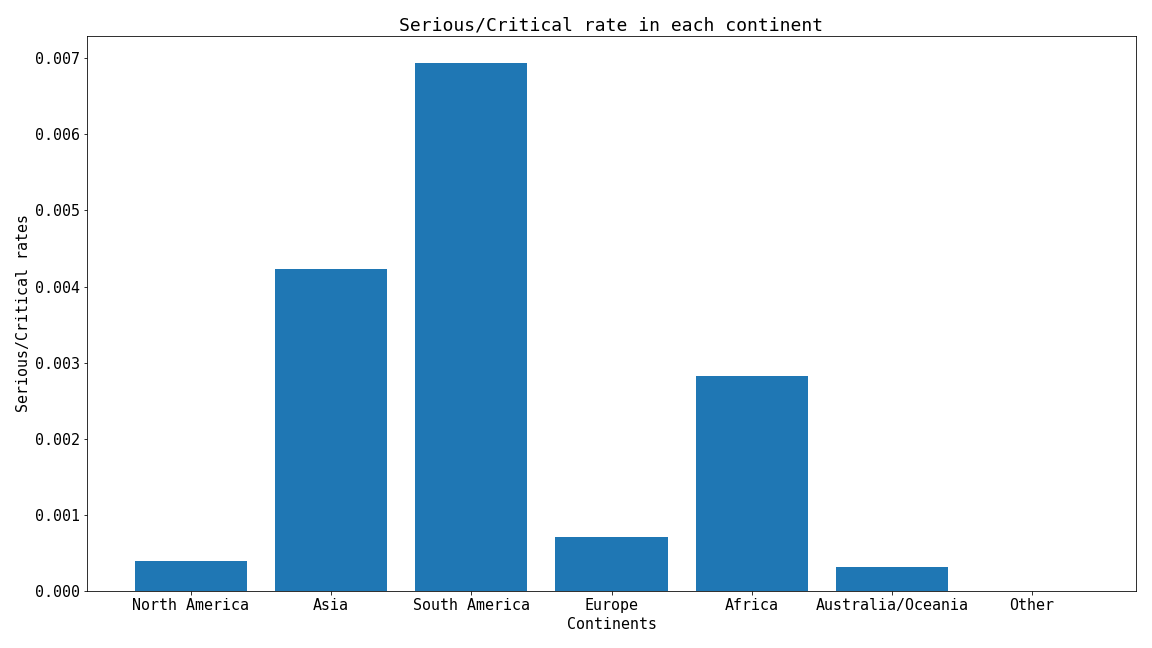 Serious/Critical rate in each continent
Serious/Critical rates
0.007
0.006
0.005
0.004
0.003
0.002
0.001
0.000
North America Asia South America Europe Africa Australia/Oceania Other
Continents